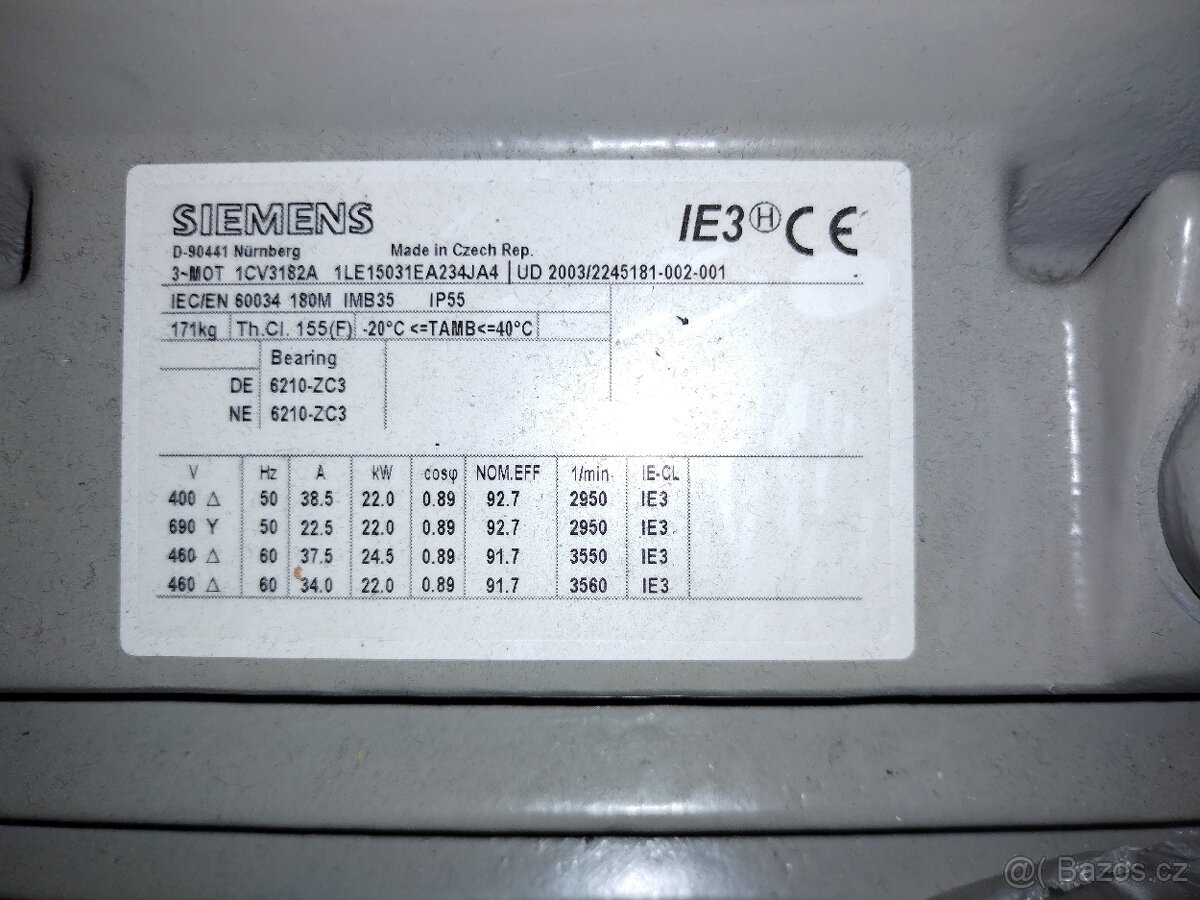 SIEMENS
IE3 H CE
D-90441 Nürnberg Made in Czech Rep.
3~MOT 1CV3182A 1LE15031EA234JA4 UD 2003/2245181-002-001
IEC/EN 60034 180M IMB35 IP55
171kg Th.Cl. 155(F) -20°C <=TAMB<=40°C
Bearing
DE 6210-ZC3
NE 6210-ZC3
V Hz A kW cosφ NOM.EFF 1/min IE-CL
400 Δ 50 38.5 22.0 0.89 92.7 2950 IE3
690 Y 50 22.5 22.0 0.89 92.7 2950 IE3
460 Δ 60 37.5 24.5 0.89 91.7 3550 IE3
460 Δ 60 34.0 22.0 0.89 91.7 3560 IE3
@( Bazos.cz